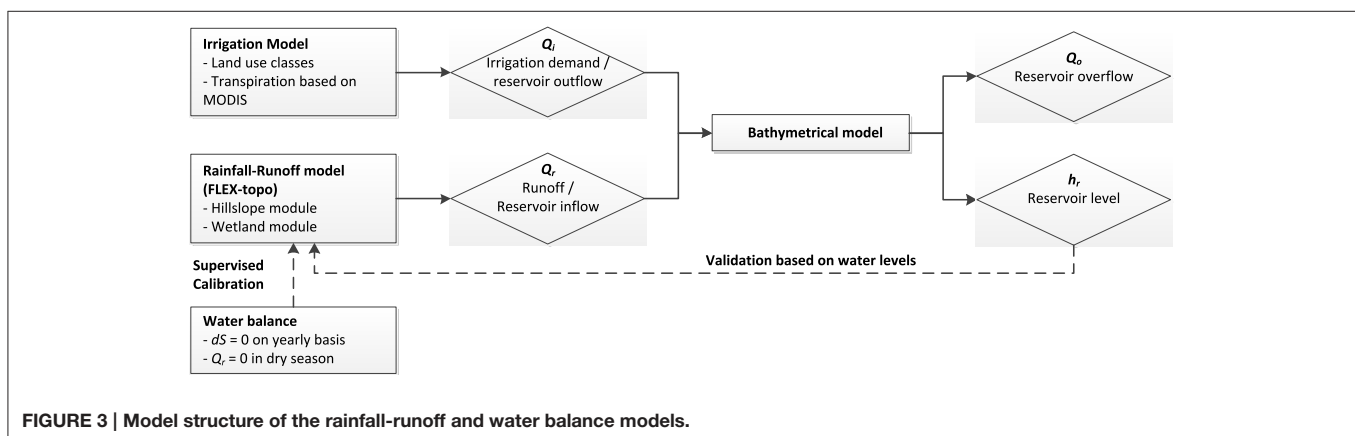 Irrigation Model
- Land use classes
- Transpiration based on
MODIS
Qi
Irrigation demand /
reservoir outflow
Qo
Reservoir overflow
Bathymetrical model
Rainfall-Runoff model
(FLEX-topo)
- Hillslope module
- Wetland module
Qr
Runoff /
Reservoir inflow
hr
Reservoir level
Supervised
Calibration
Validation based on water levels
Water balance
- dS = 0 on yearly basis
- Qr = 0 in dry season
FIGURE 3 | Model structure of the rainfall-runoff and water balance models.